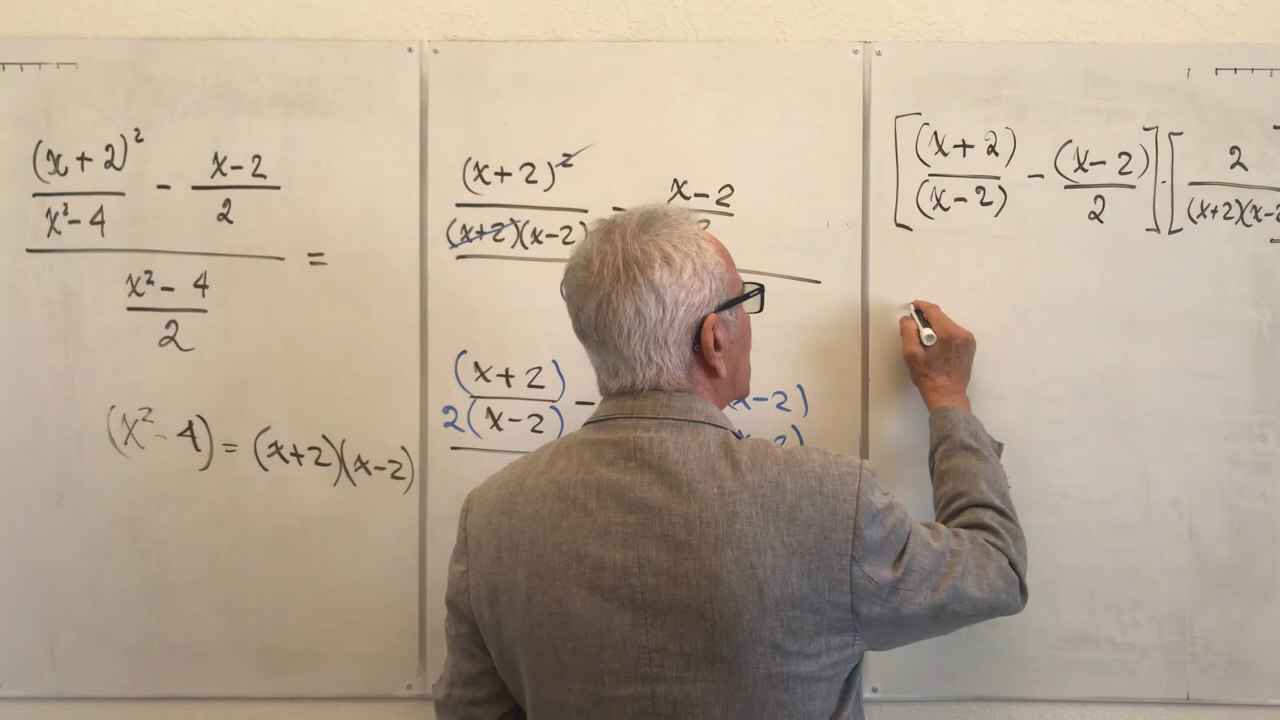 (x+2)²/x²-4 - x-2/2
=
x²-4/2
(x²-4) = (x+2)(x-2)
(x+2)²/(x+2)(x-2) - x-2
(x+2)/2(x-2) - x-2)
[(x+2)/(x-2) - (x-2)/2] · [2/(x+2)(x-2